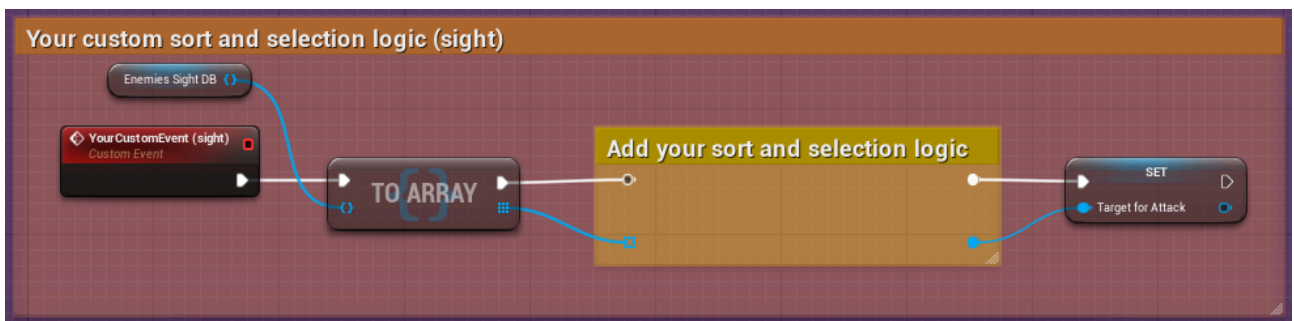 Your custom sort and selection logic (sight)
Enemies Sight DB
YourCustomEvent (sight)
Custom Event
TO ARRAY
Add your sort and selection logic
SET
Target for Attack